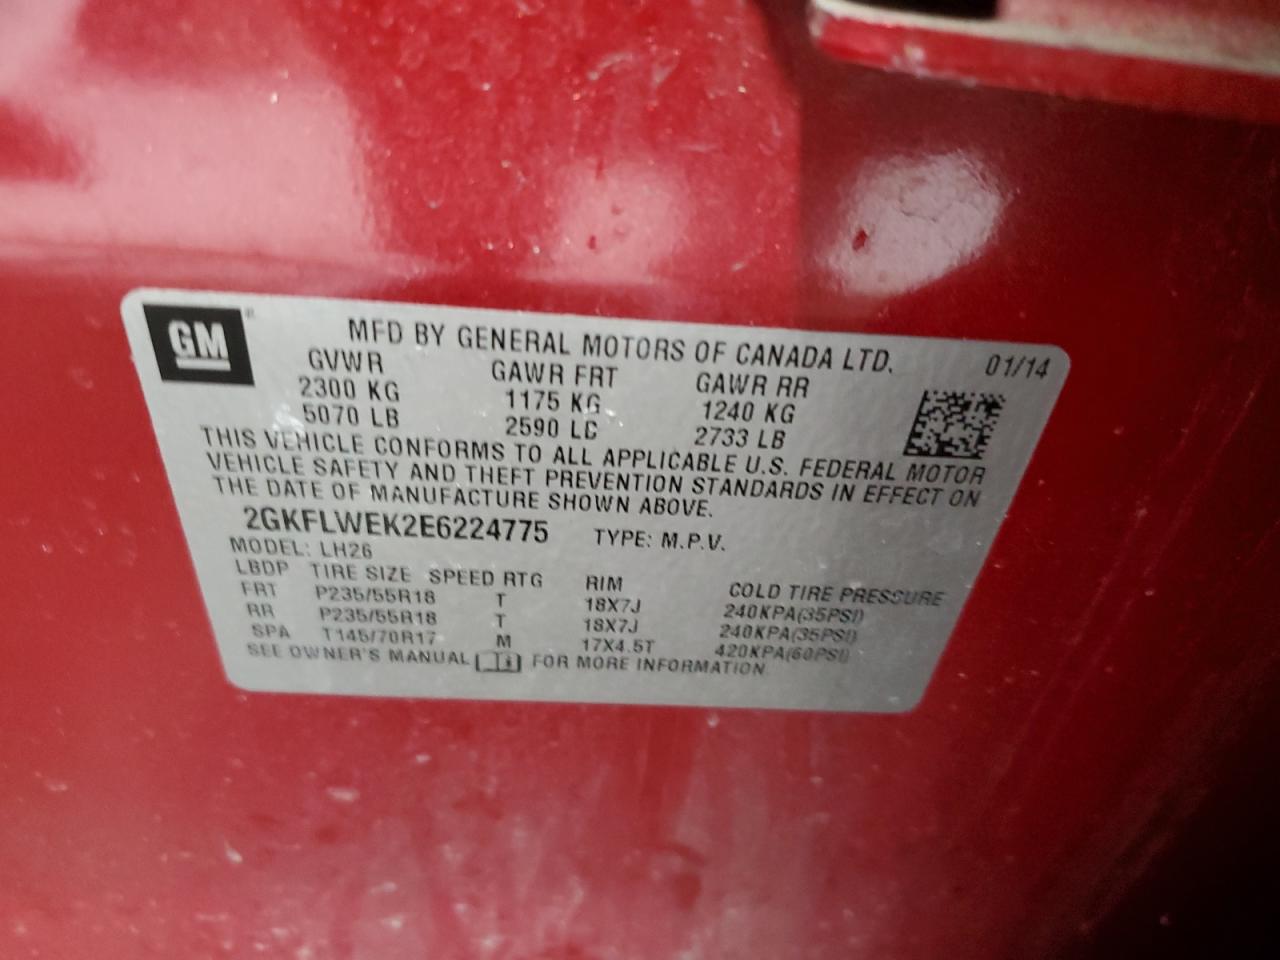 GM
MFD BY GENERAL MOTORS OF CANADA LTD. 01/14
GVWR GAWR FRT GAWR RR
2300 KG 1175 KG 1240 KG
5070 LB 2590 LB 2733 LB
THIS VEHICLE CONFORMS TO ALL APPLICABLE U.S. FEDERAL MOTOR
VEHICLE SAFETY AND THEFT PREVENTION STANDARDS IN EFFECT ON
THE DATE OF MANUFACTURE SHOWN ABOVE.
2GKFLWEK2E6224775 TYPE: M.P.V.
MODEL: LH26
LBDP TIRE SIZE SPEED RTG RIM COLD TIRE PRESSURE
FRT P235/55R18 T 18X7J 240KPA(35PSI)
RR P235/55R18 T 18X7J 240KPA(35PSI)
SPA T145/70R17 M 17X4.5T 420KPA(60PSI)
SEE OWNER'S MANUAL FOR MORE INFORMATION